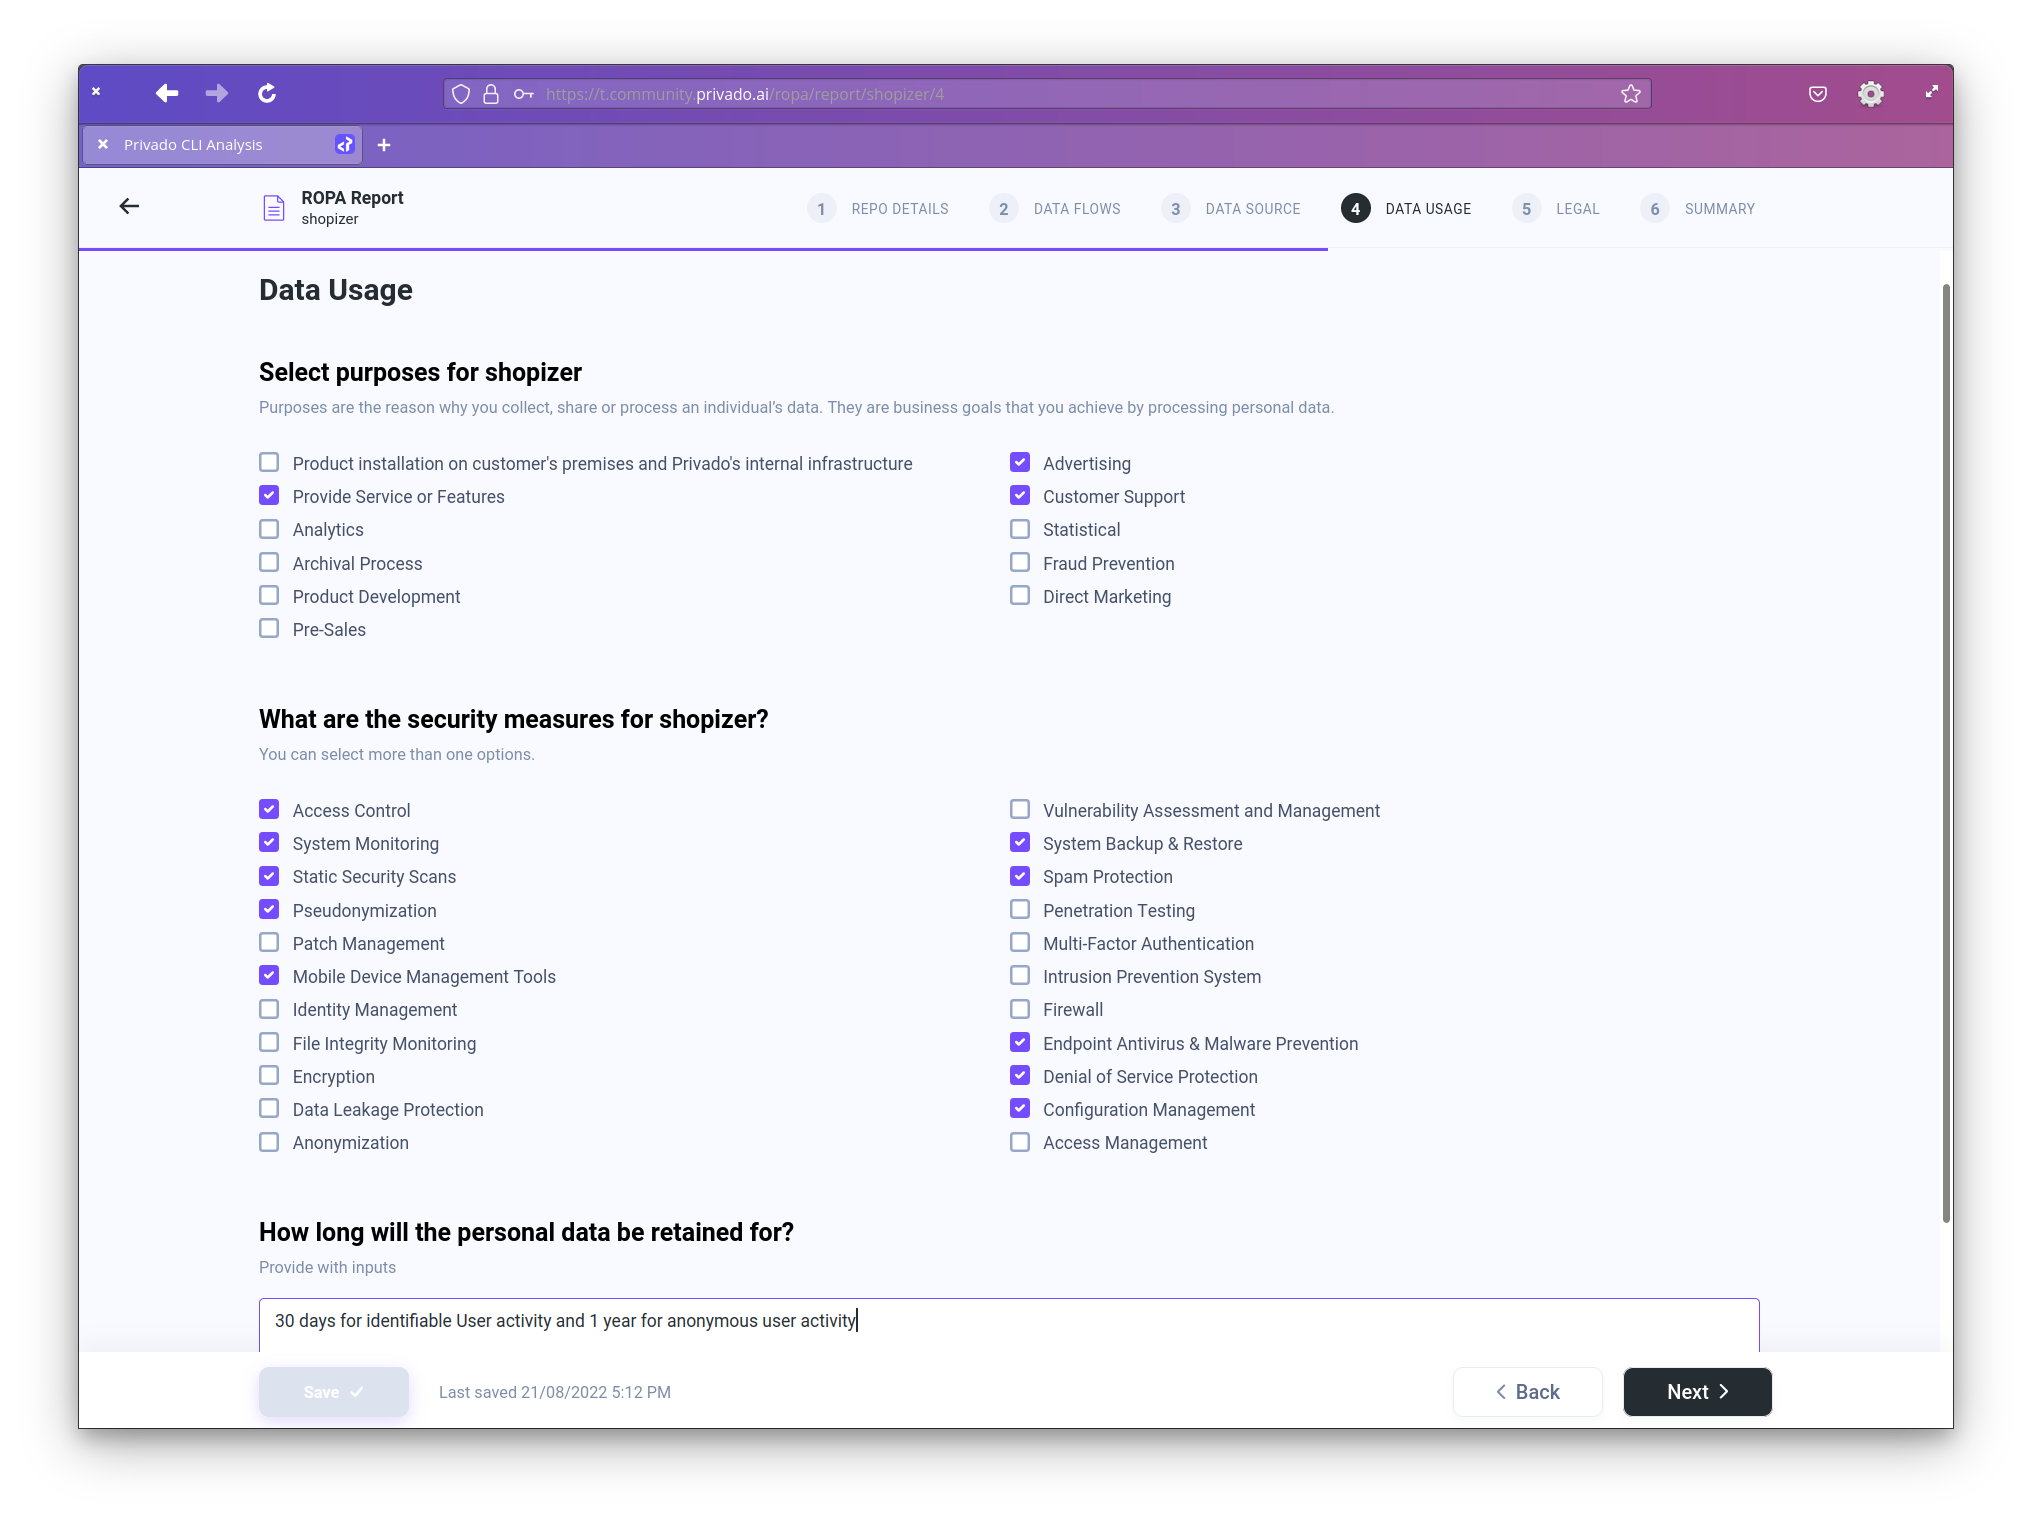 https://t.community.privado.ai/ropa/report/shopizer/4
Privado CLI Analysis
ROPA Report
shopizer
1 REPO DETAILS 2 DATA FLOWS 3 DATA SOURCE 4 DATA USAGE 5 LEGAL 6 SUMMARY
Data Usage
Select purposes for shopizer
Purposes are the reason why you collect, share or process an individual’s data. They are business goals that you achieve by processing personal data.
Product installation on customer's premises and Privado's internal infrastructure
Provide Service or Features
Analytics
Archival Process
Product Development
Pre-Sales
Advertising
Customer Support
Statistical
Fraud Prevention
Direct Marketing
What are the security measures for shopizer?
You can select more than one options.
Access Control
System Monitoring
Static Security Scans
Pseudonymization
Patch Management
Mobile Device Management Tools
Identity Management
File Integrity Monitoring
Encryption
Data Leakage Protection
Anonymization
Vulnerability Assessment and Management
System Backup & Restore
Spam Protection
Penetration Testing
Multi-Factor Authentication
Intrusion Prevention System
Firewall
Endpoint Antivirus & Malware Prevention
Denial of Service Protection
Configuration Management
Access Management
How long will the personal data be retained for?
Provide with inputs
30 days for identifiable User activity and 1 year for anonymous user activity
Save
Last saved 21/08/2022 5:12 PM
Back
Next